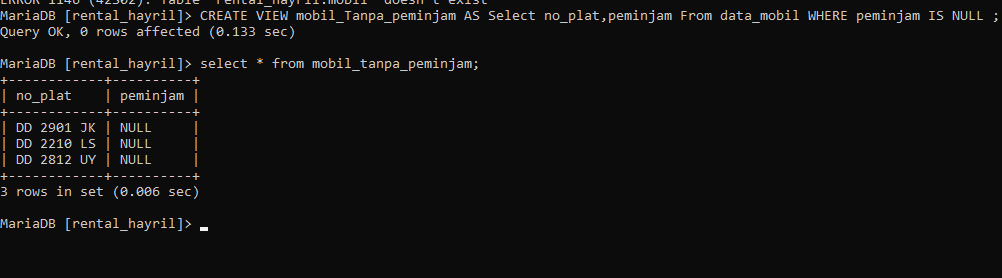 ERROR 1146 (42S02): Table 'rental_hayril.mobil' doesn't exist
MariaDB [rental_hayril]> CREATE VIEW mobil_Tanpa_peminjam AS Select no_plat,peminjam From data_mobil WHERE peminjam IS NULL ;
Query OK, 0 rows affected (0.133 sec)
MariaDB [rental_hayril]> select * from mobil_tanpa_peminjam;
+------------+----------+
| no_plat    | peminjam |
+------------+----------+
| DD 2901 JK | NULL     |
| DD 2210 LS | NULL     |
| DD 2812 UY | NULL     |
+------------+----------+
3 rows in set (0.006 sec)
MariaDB [rental_hayril]>